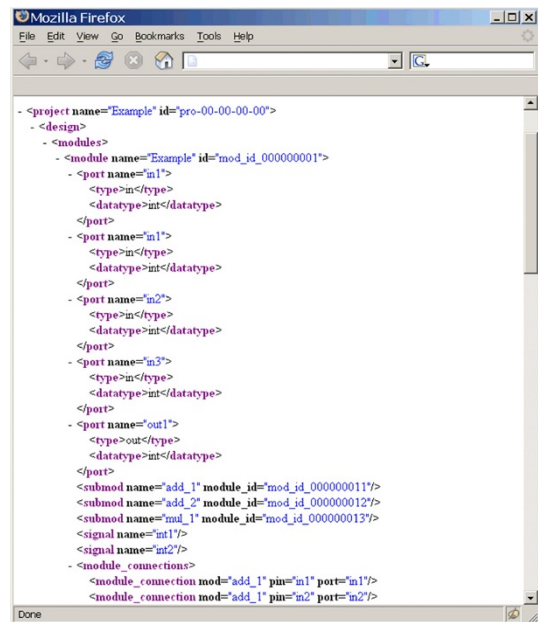 Mozilla Firefox
File Edit View Go Bookmarks Tools Help
G
- <project name="Example" id="pro-00-00-00-00">
- <design>
- <modules>
- <module name="Example" id="mod_id_000000001">
- <port name="in1">
<type>in</type>
<datatype>int</datatype>
</port>
- <port name="in1">
<type>in</type>
<datatype>int</datatype>
</port>
- <port name="in2">
<type>in</type>
<datatype>int</datatype>
</port>
- <port name="in3">
<type>in</type>
<datatype>int</datatype>
</port>
- <port name="out1">
<type>out</type>
<datatype>int</datatype>
</port>
<submod name="add_1" module_id="mod_id_000000011"/>
<submod name="add_2" module_id="mod_id_000000012"/>
<submod name="mul_1" module_id="mod_id_000000013"/>
<signal name="int1"/>
<signal name="int2"/>
- <module_connections>
<module_connection mod="add_1" pin="in1" port="in1"/>
<module_connection mod="add_1" pin="in2" port="in2"/>
Done